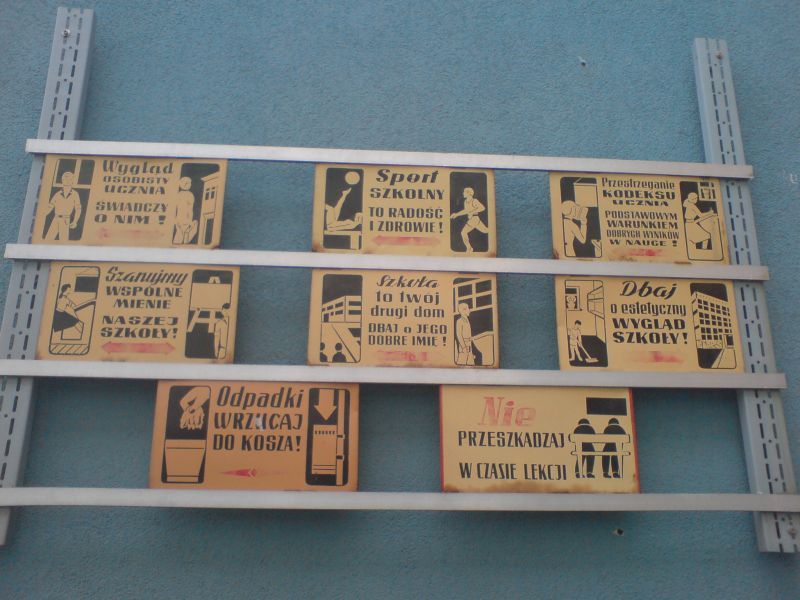 Wygląd
OSOBISTY
UCZNIA
ŚWIADCZY
O NIM !
Sport
SZKOLNY
TO RADOŚĆ
I ZDROWIE !
Przestrzeganie
KODEKSU
UCZNIA
PODSTAWOWYM
WARUNKIEM
DOBRYCH WYNIKÓW
W NAUCE !
Szanujmy
WSPÓLNE
MIENIE
NASZEJ
SZKOŁY!
Szkoła
to twój
drugi dom
DBAJ o JEGO
DOBRE IMIĘ !
Dbaj
o estetyczny
WYGLĄD
SZKOŁY !
Odpadki
WRZUCAJ
DO KOSZA!
Nie
PRZESZKADZAJ
W CZASIE LEKCJI